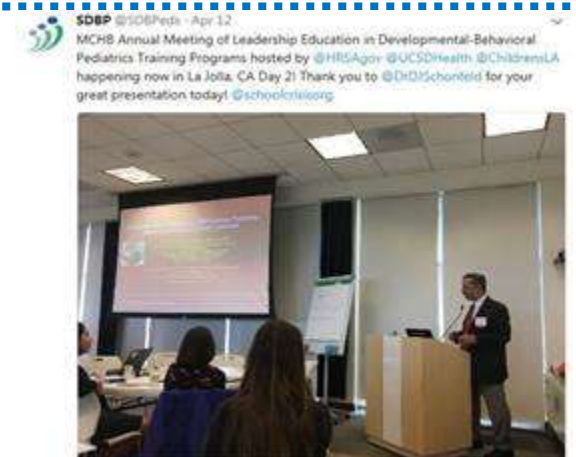 SDBP @SDBPeds - Apr 12
MCHB Annual Meeting of Leadership Education in Developmental-Behavioral
Pediatrics Training Programs hosted by @HRSAgov @UCSDHealth @ChildrensLA
happening now in La Jolla, CA Day 2! Thank you to @DrDJSchonfeld for your
great presentation today! @schoolcrisisorg